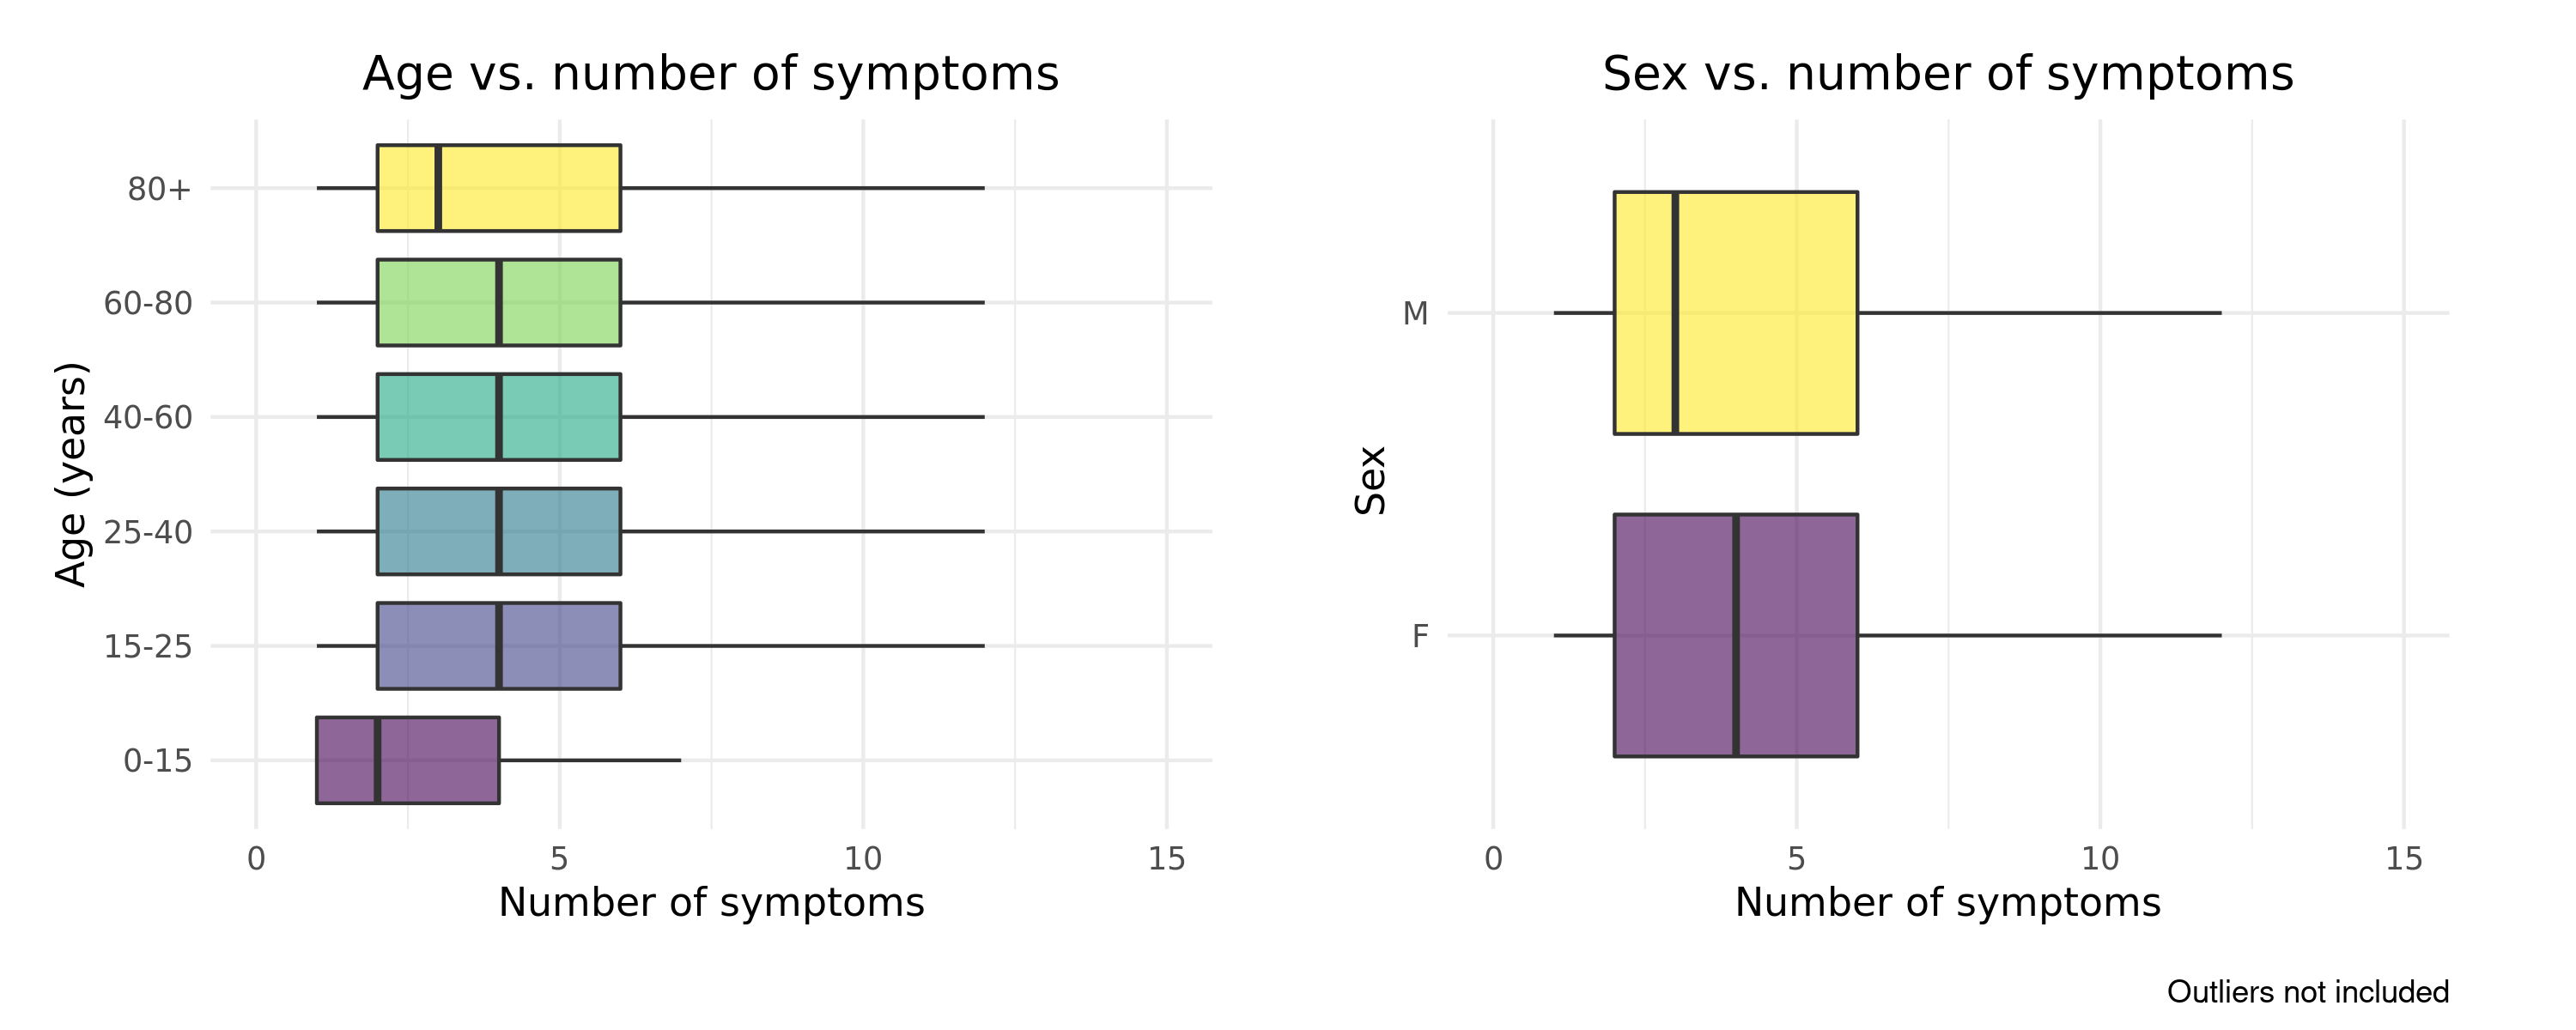 Age vs. number of symptoms
80+
60-80
40-60
25-40
15-25
0-15
Age (years)
0 5 10 15
Number of symptoms
Sex vs. number of symptoms
M
F
Sex
0 5 10 15
Number of symptoms
Outliers not included